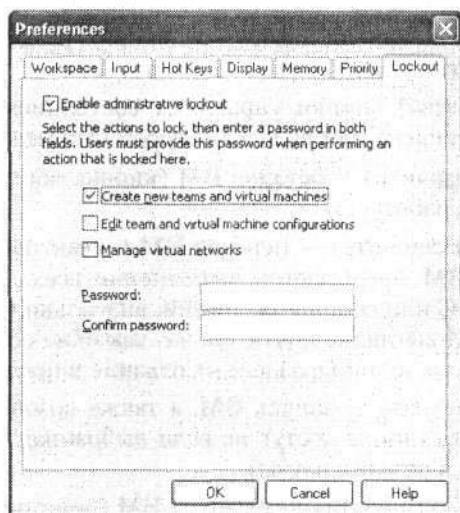 Preferences
Workspace Input Hot Keys Display Memory Priority Lockout
Enable administrative lockout
Select the actions to lock, then enter a password in both
fields. Users must provide this password when performing an
action that is locked here.
Create new teams and virtual machines
Edit team and virtual machine configurations
Manage virtual networks
Password:
Confirm password:
OK Cancel Help